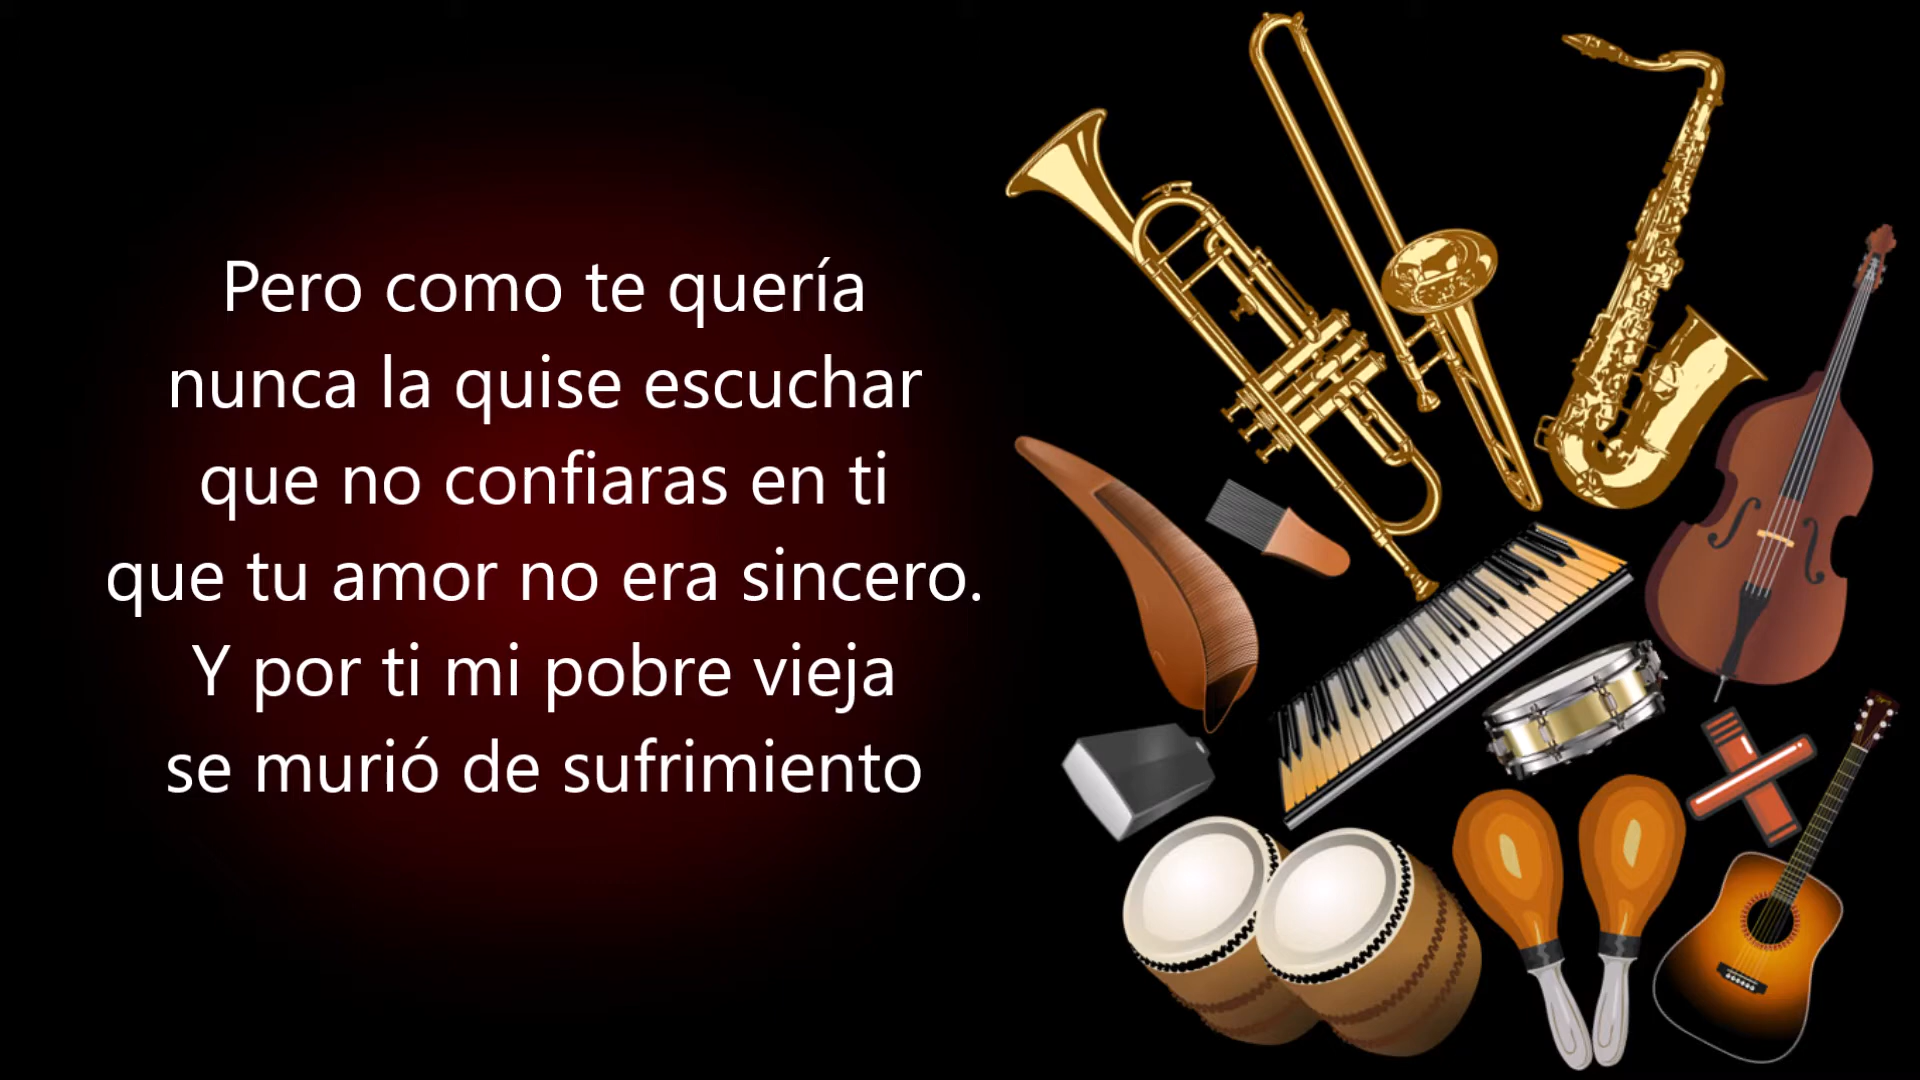 Pero como te quería
nunca la quise escuchar
que no confiaras en ti
que tu amor no era sincero.
Y por ti mi pobre vieja
se murió de sufrimiento